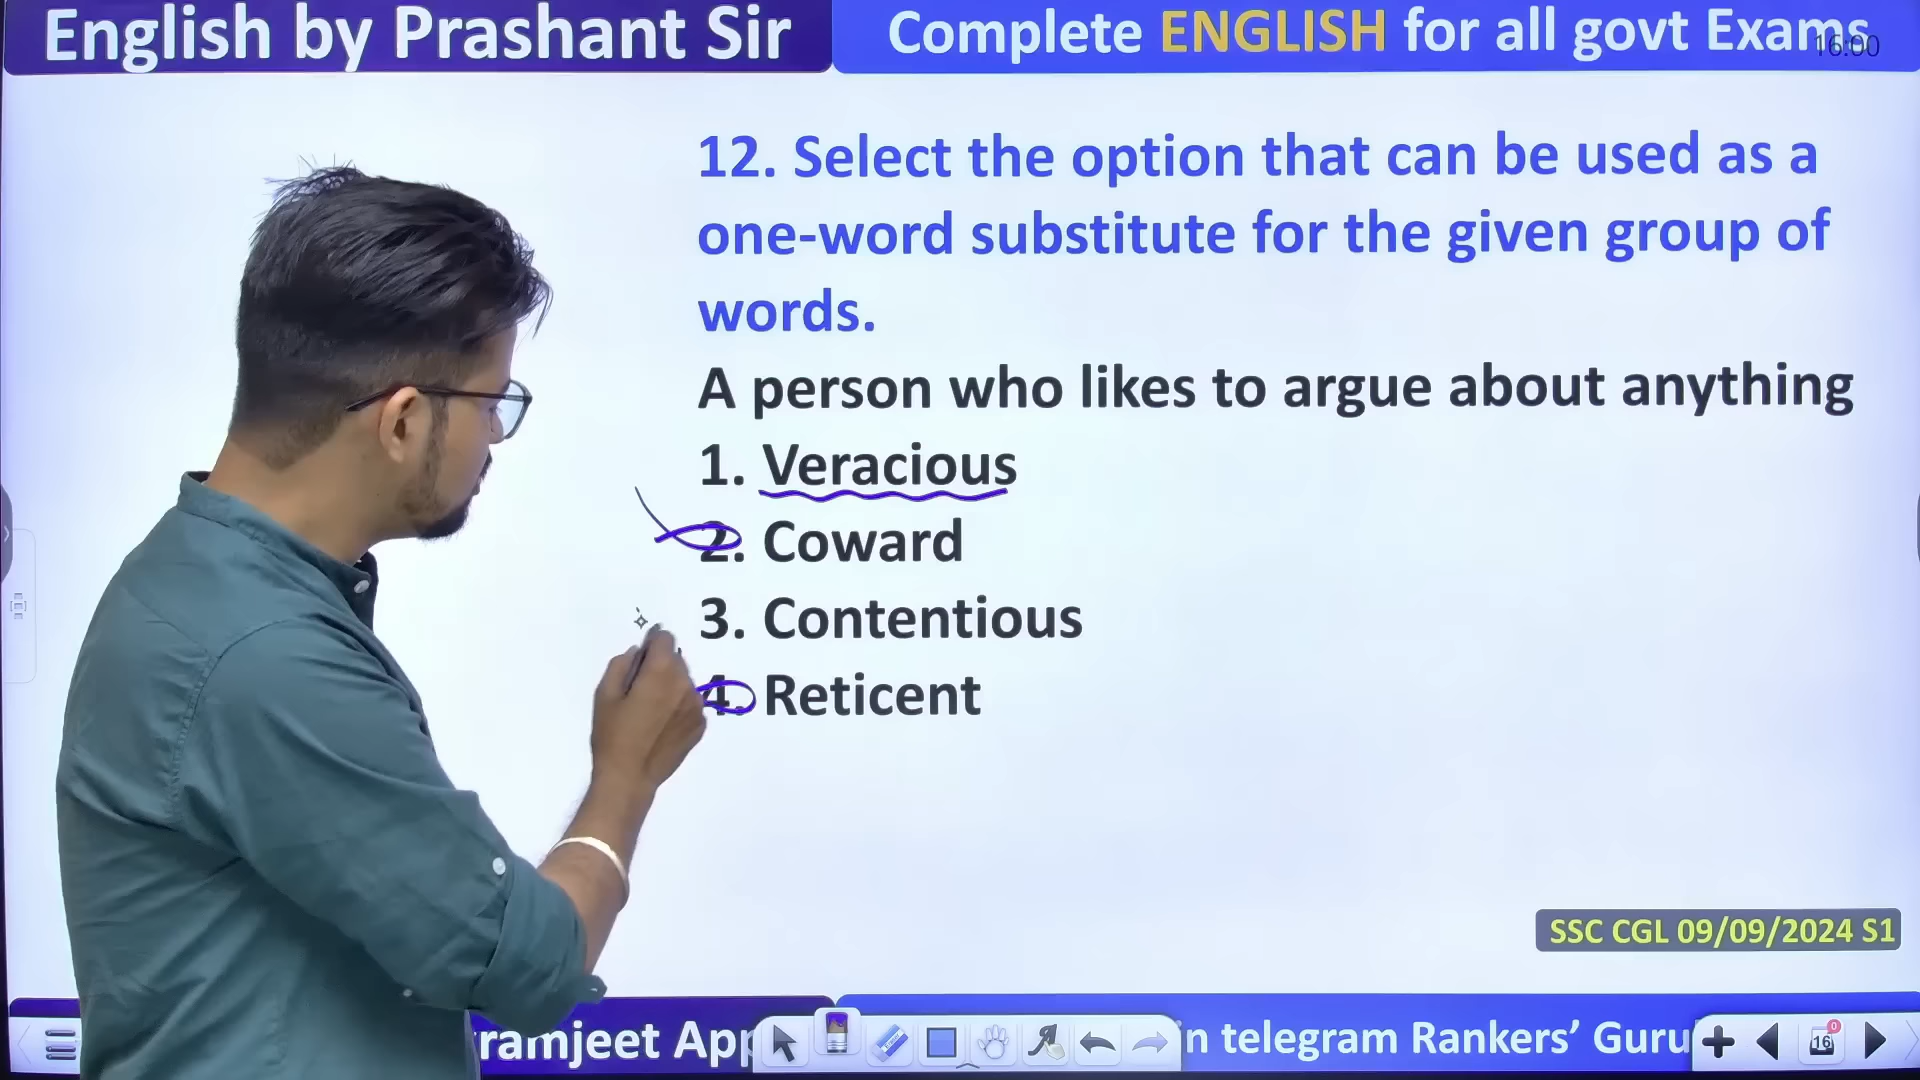 English by Prashant Sir
Complete ENGLISH for all govt Exams
16:00
12. Select the option that can be used as a
one-word substitute for the given group of
words.
A person who likes to argue about anything
1. Veracious
2. Coward
3. Contentious
4. Reticent
SSC CGL 09/09/2024 S1
in telegram Rankers’ Guru
16
0